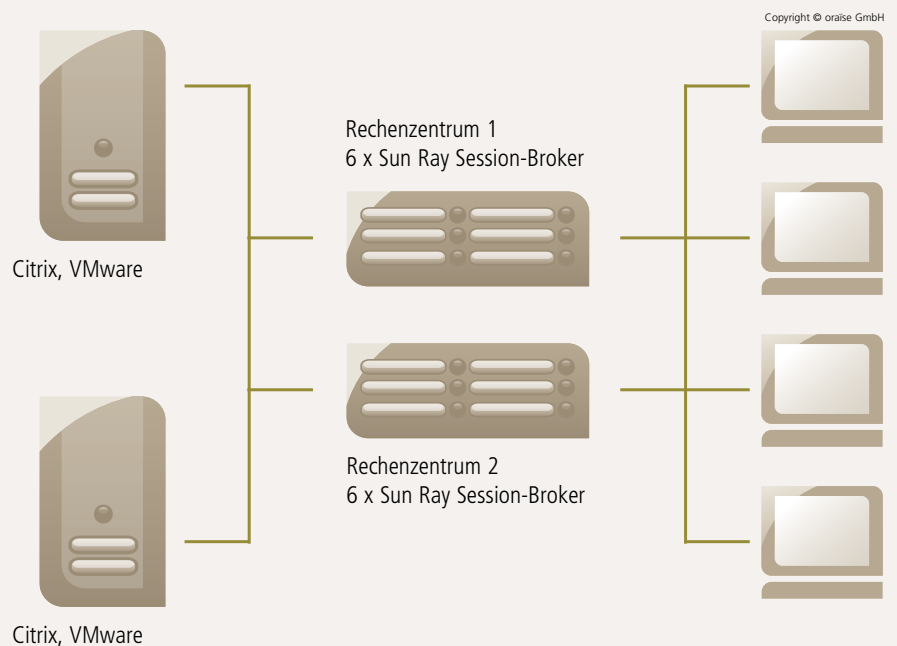 Copyright © oraïse GmbH
Rechenzentrum 1
6 x Sun Ray Session-Broker
Citrix, VMware
Rechenzentrum 2
6 x Sun Ray Session-Broker
Citrix, VMware